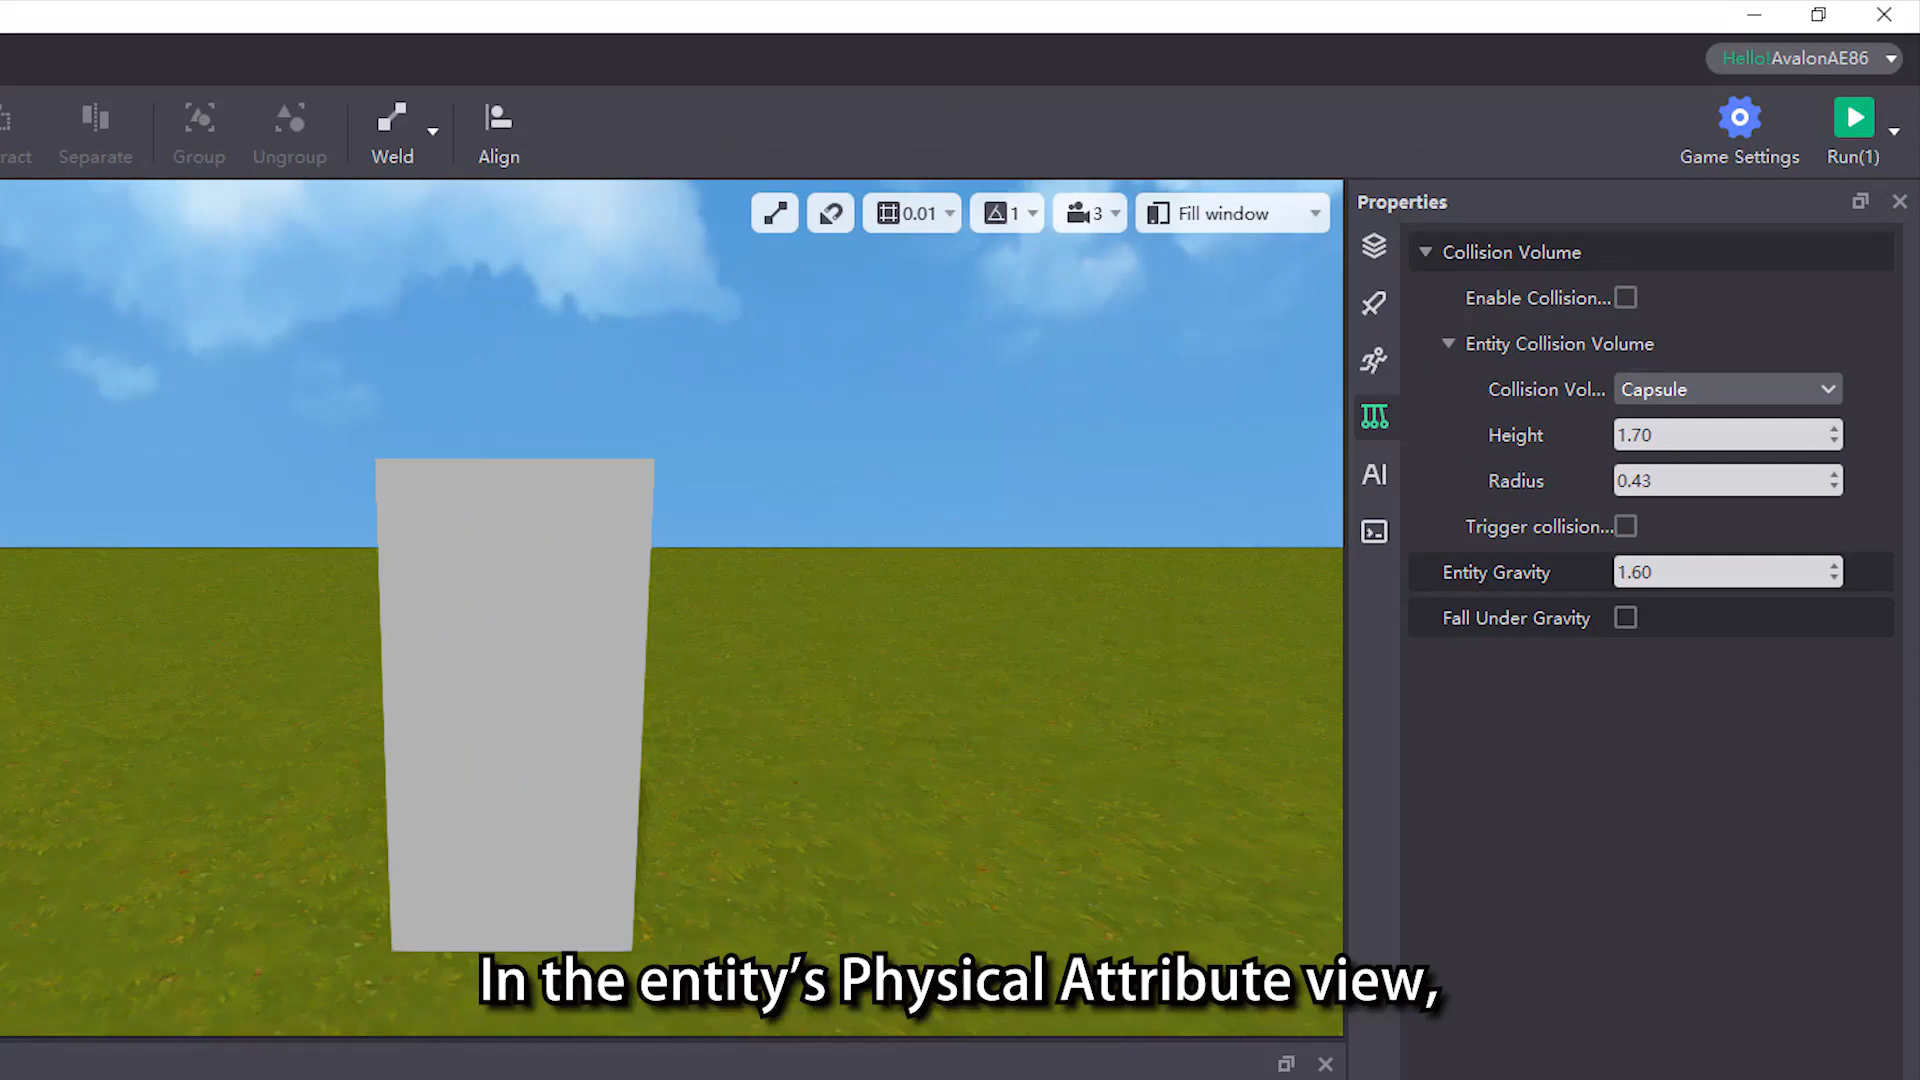 Hello!AvalonAE86
ract
Separate
Group
Ungroup
Weld
Align
Game Settings
Run(1)
0.01
1
3
Fill window
Properties
Collision Volume
Enable Collision...
Entity Collision Volume
Collision Vol... Capsule
Height 1.70
Radius 0.43
Trigger collision...
AI
Entity Gravity 1.60
Fall Under Gravity
In the entity’s Physical Attribute view,